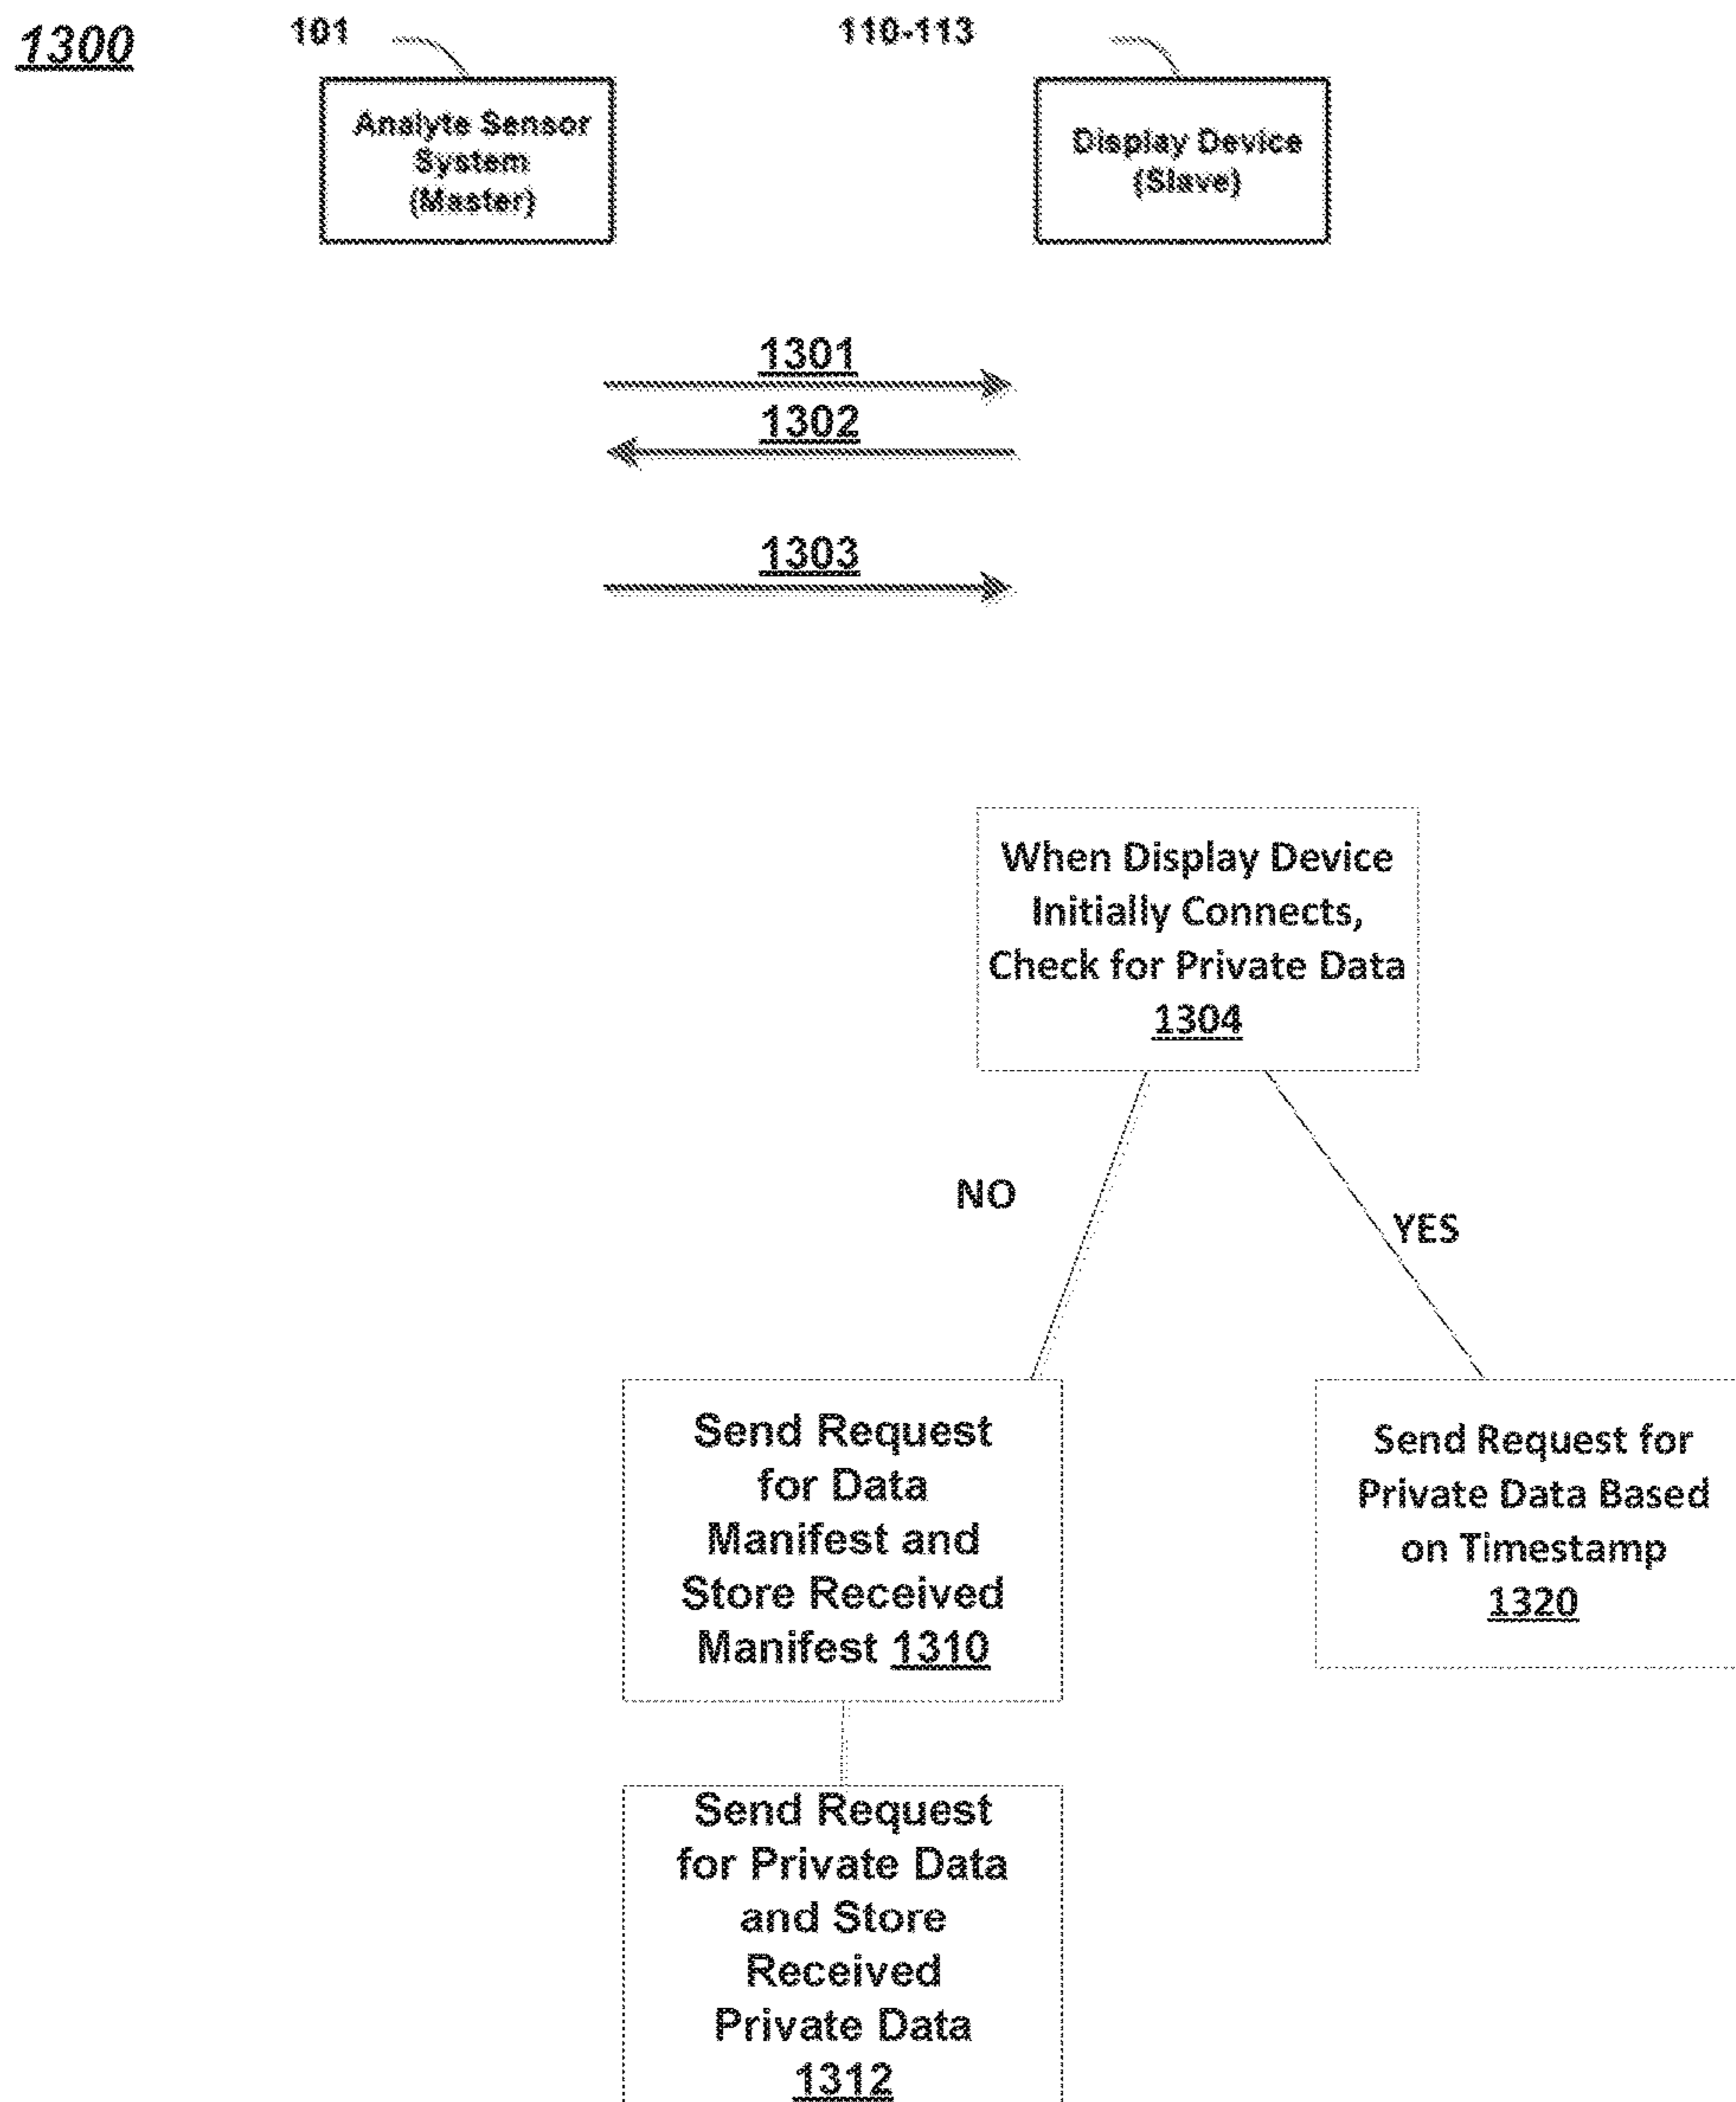 1300
101
110-113
Analyte Sensor
System
(Master)
Display Device
(Slave)
1301
1302
1303
When Display Device
Initially Connects,
Check for Private Data
1304
NO
YES
Send Request
for Data
Manifest and
Store Received
Manifest 1310
Send Request for
Private Data Based
on Timestamp
1320
Send Request
for Private Data
and Store
Received
Private Data
1312